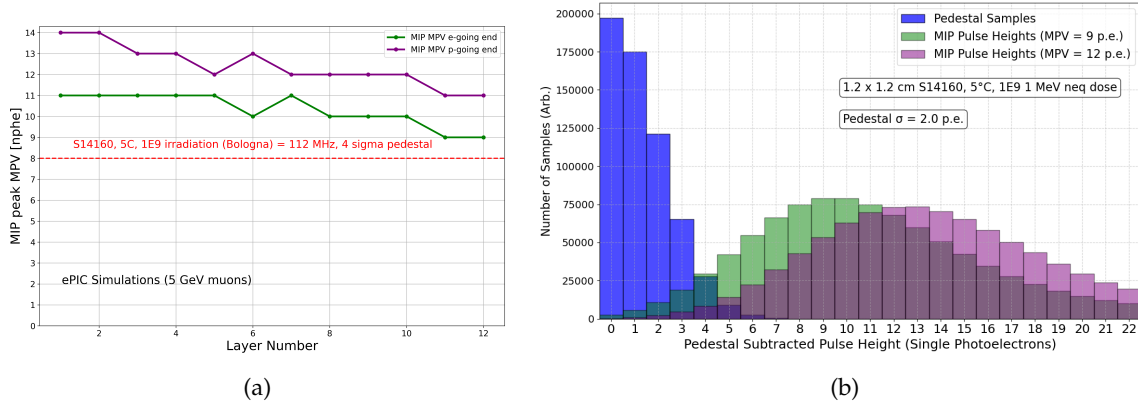 MIP peak MPV [nphe]
14
13
12
11
10
9
8
7
6
5
4
3
2
1
0
MIP MPV e-going end
MIP MPV p-going end
S14160, 5C, 1E9 irradiation (Bologna) = 112 MHz, 4 sigma pedestal
ePIC Simulations (5 GeV muons)
2 4 6 8 10 12
Layer Number
(a)
Number of Samples (Arb.)
200000
175000
150000
125000
100000
75000
50000
25000
0
Pedestal Samples
MIP Pulse Heights (MPV = 9 p.e.)
MIP Pulse Heights (MPV = 12 p.e.)
1.2 x 1.2 cm S14160, 5°C, 1E9 1 MeV neq dose
Pedestal σ = 2.0 p.e.
0 1 2 3 4 5 6 7 8 9 10 11 12 13 14 15 16 17 18 19 20 21 22
Pedestal Subtracted Pulse Height (Single Photoelectrons)
(b)